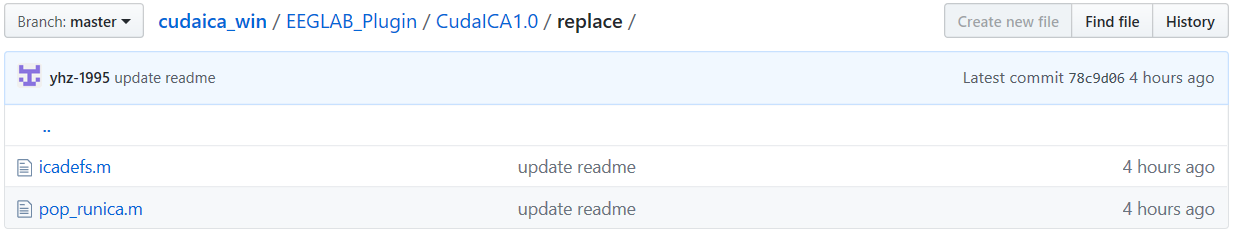 Branch: master cudaica_win / EEGLAB_Plugin / CudaICA1.0 / replace / Create new file Find file History
yhz-1995 update readme Latest commit 78c9d06 4 hours ago
..
icadefs.m update readme 4 hours ago
pop_runica.m update readme 4 hours ago